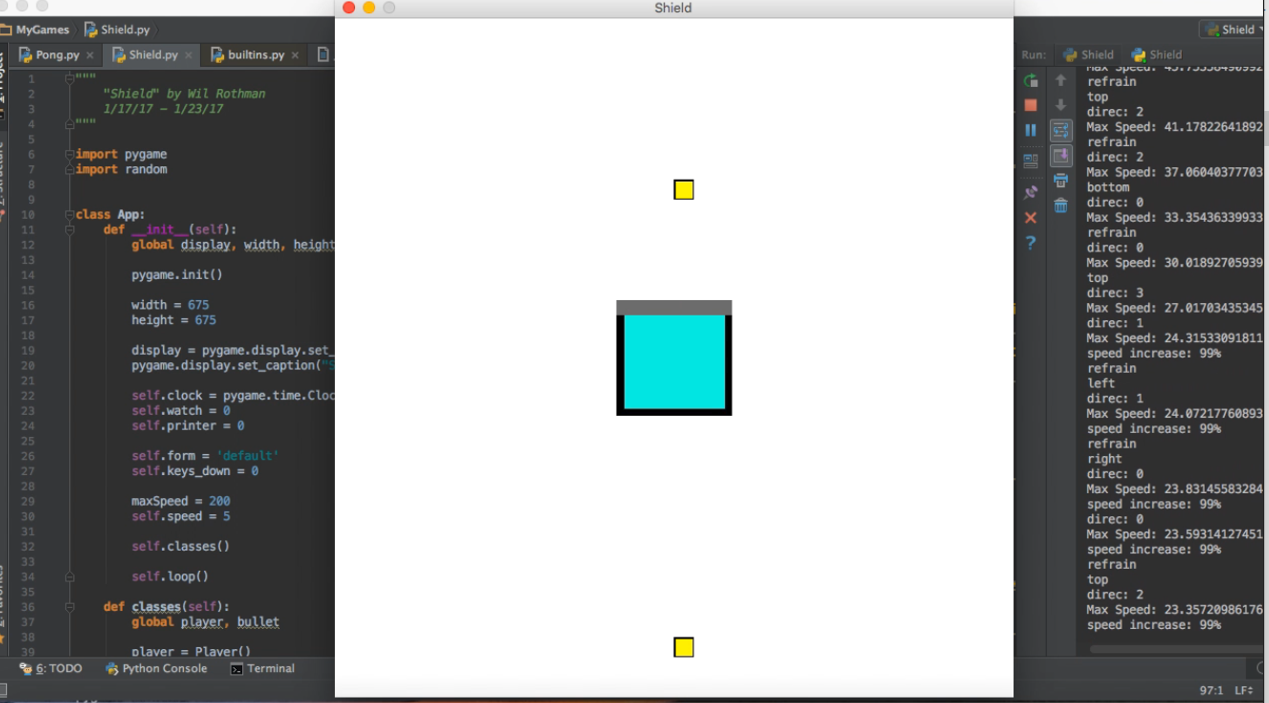 Shield
MyGames
Shield.py
Shield
Pong.py
Shield.py
builtins.py
1 """
2 "Shield" by Wil Rothman
3 1/17/17 - 1/23/17
4 """
5
6 import pygame
7 import random
8
9
10 class App:
11 def __init__(self):
12 global display, width, height
13
14 pygame.init()
15
16 width = 675
17 height = 675
18
19 display = pygame.display.set_
20 pygame.display.set_caption("S
21
22 self.clock = pygame.time.Cloc
23 self.watch = 0
24 self.printer = 0
25
26 self.form = 'default'
27 self.keys_down = 0
28
29 maxSpeed = 200
30 self.speed = 5
31
32 self.classes()
33
34 self.loop()
35
36 def classes(self):
37 global player, bullet
38
39 player = Player()
6: TODO
Python Console
Terminal
Run:
Shield
Shield
refrain
top
direc: 2
Max Speed: 41.17822641892
refrain
direc: 2
Max Speed: 37.06040377703
bottom
direc: 0
Max Speed: 33.35436339933
refrain
direc: 0
Max Speed: 30.01892705939
top
direc: 3
Max Speed: 27.01703435345
direc: 1
Max Speed: 24.31533091811
speed increase: 99%
refrain
left
direc: 1
Max Speed: 24.07217760893
speed increase: 99%
refrain
right
direc: 0
Max Speed: 23.83145583284
speed increase: 99%
direc: 0
Max Speed: 23.59314127451
speed increase: 99%
refrain
top
direc: 2
Max Speed: 23.35720986176
speed increase: 99%
97:1 LF